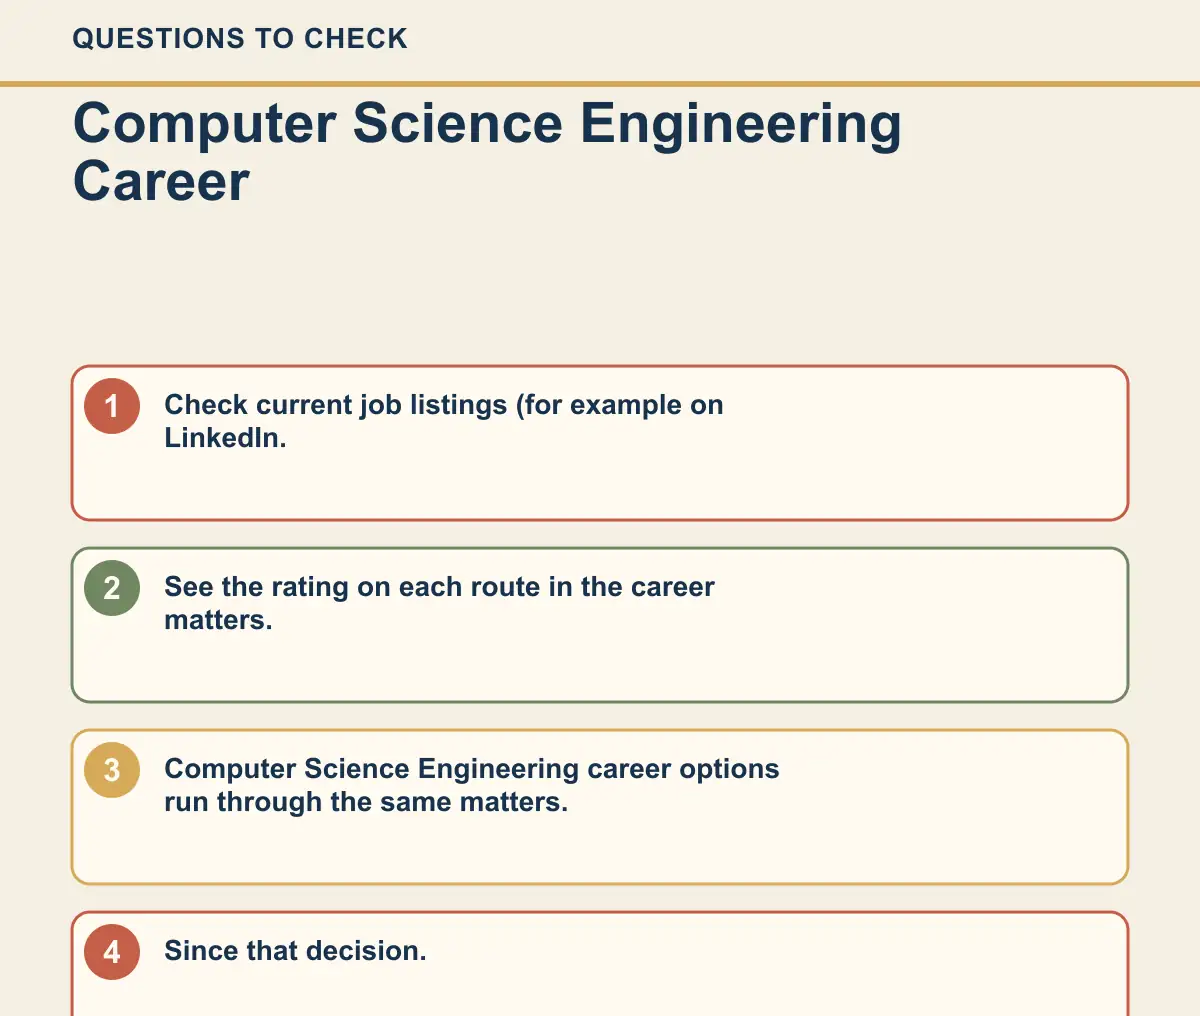 QUESTIONS TO CHECK
Computer Science Engineering
Career
1
Check current job listings (for example on
LinkedIn.
2
See the rating on each route in the career
matters.
3
Computer Science Engineering career options
run through the same matters.
4
Since that decision.